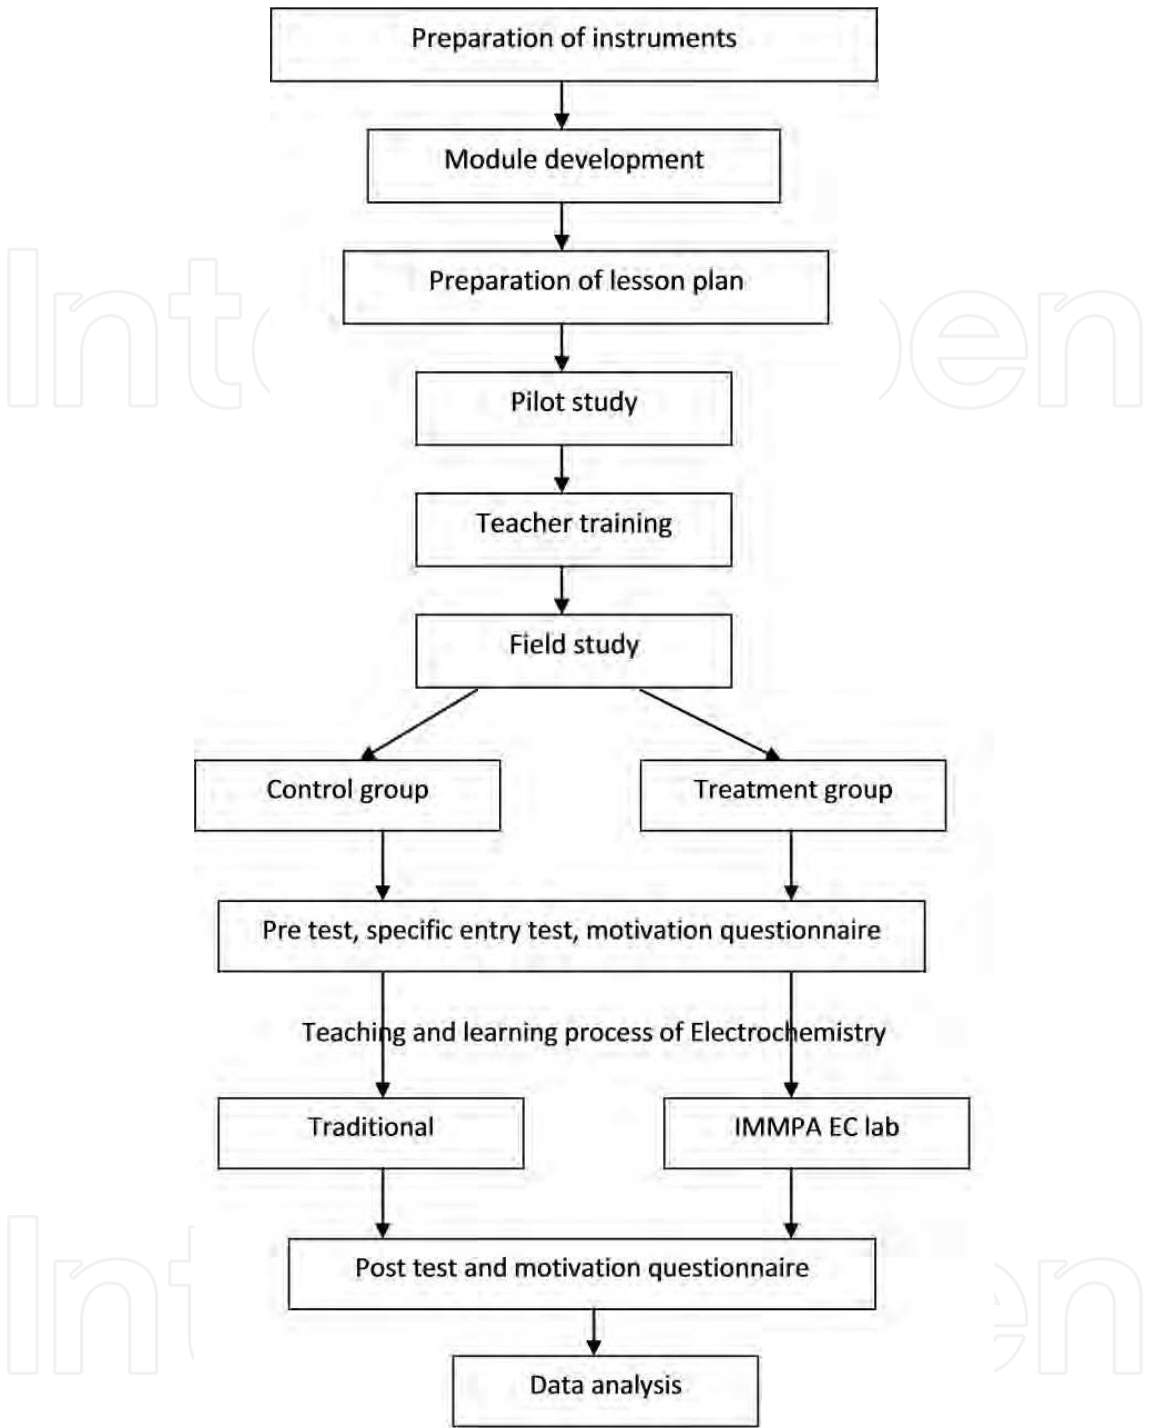 Preparation of instruments
Module development
Preparation of lesson plan
Pilot study
Teacher training
Field study
Control group
Treatment group
Pre test, specific entry test, motivation questionnaire
Teaching and learning process of Electrochemistry
Traditional
IMMPA EC lab
Post test and motivation questionnaire
Data analysis